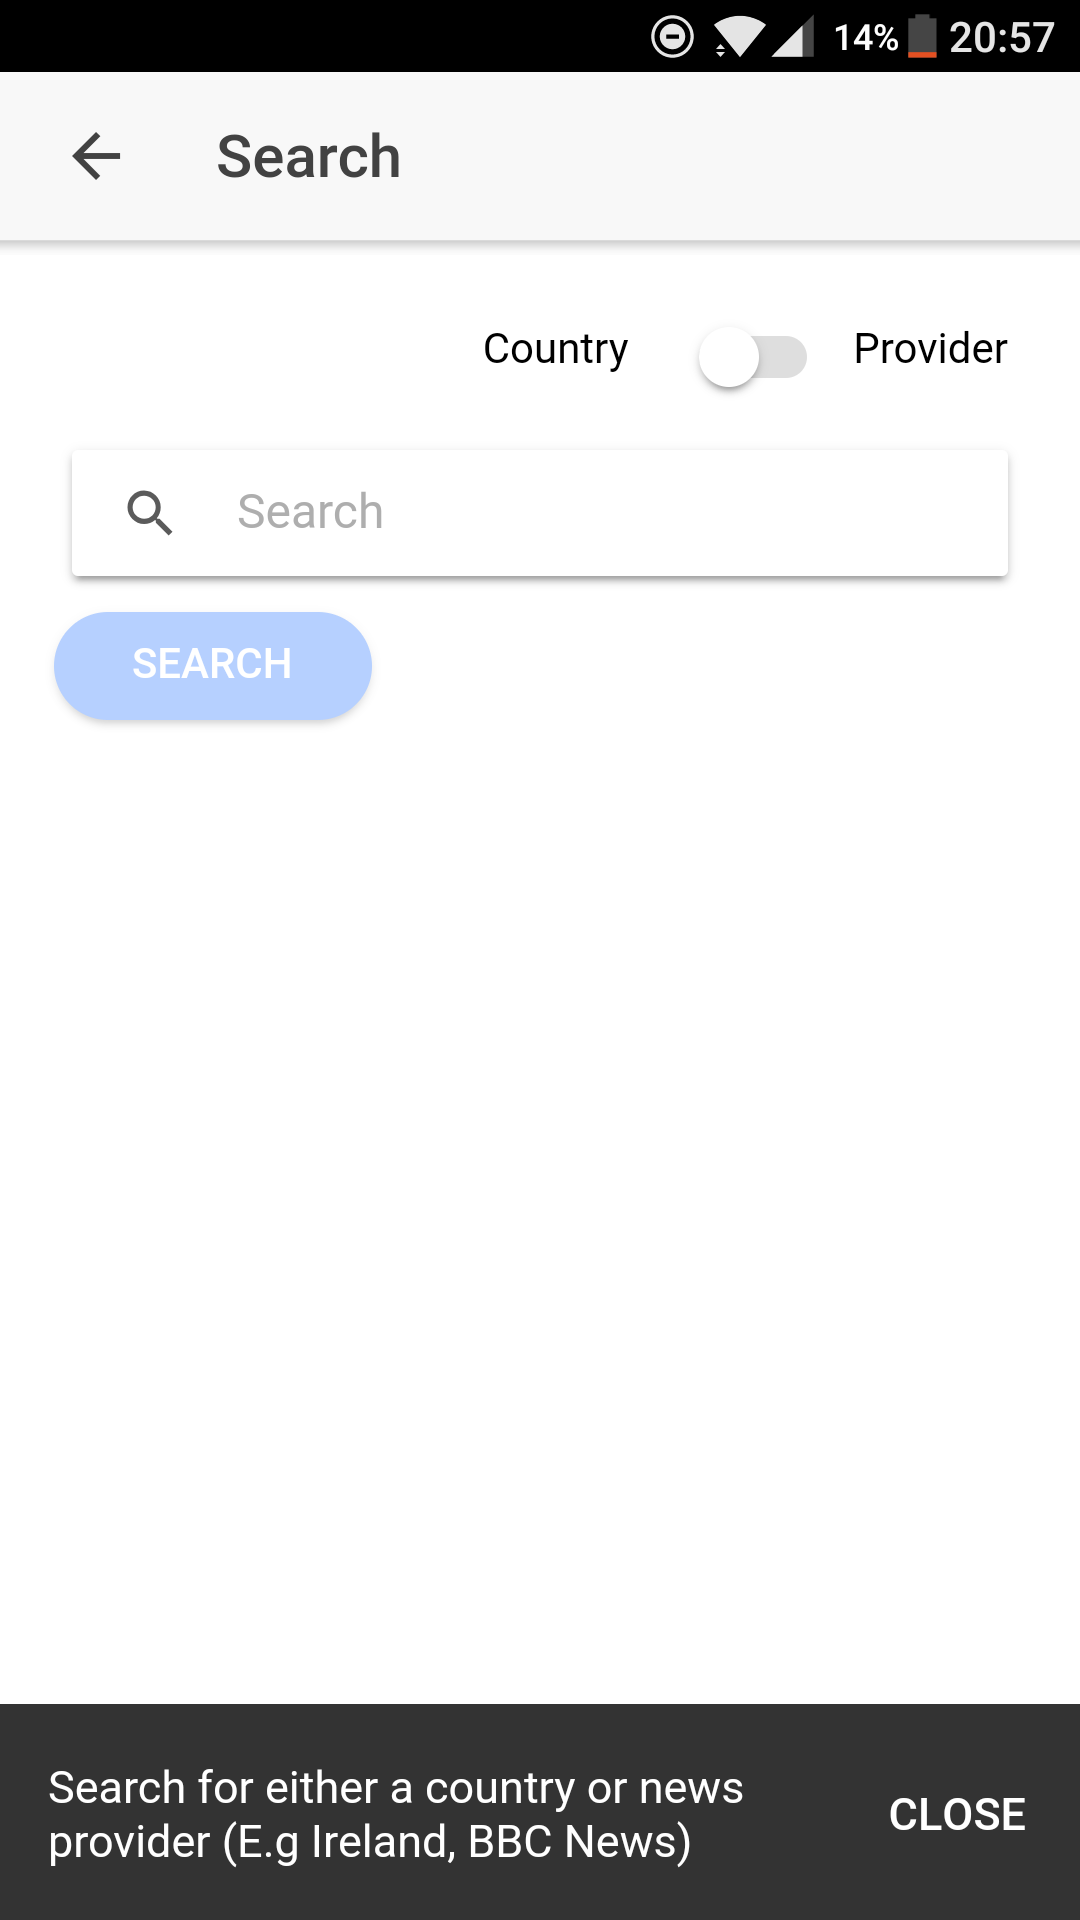 14% 20:57
Search
Country Provider
Search
SEARCH
Search for either a country or news
provider (E.g Ireland, BBC News)
CLOSE